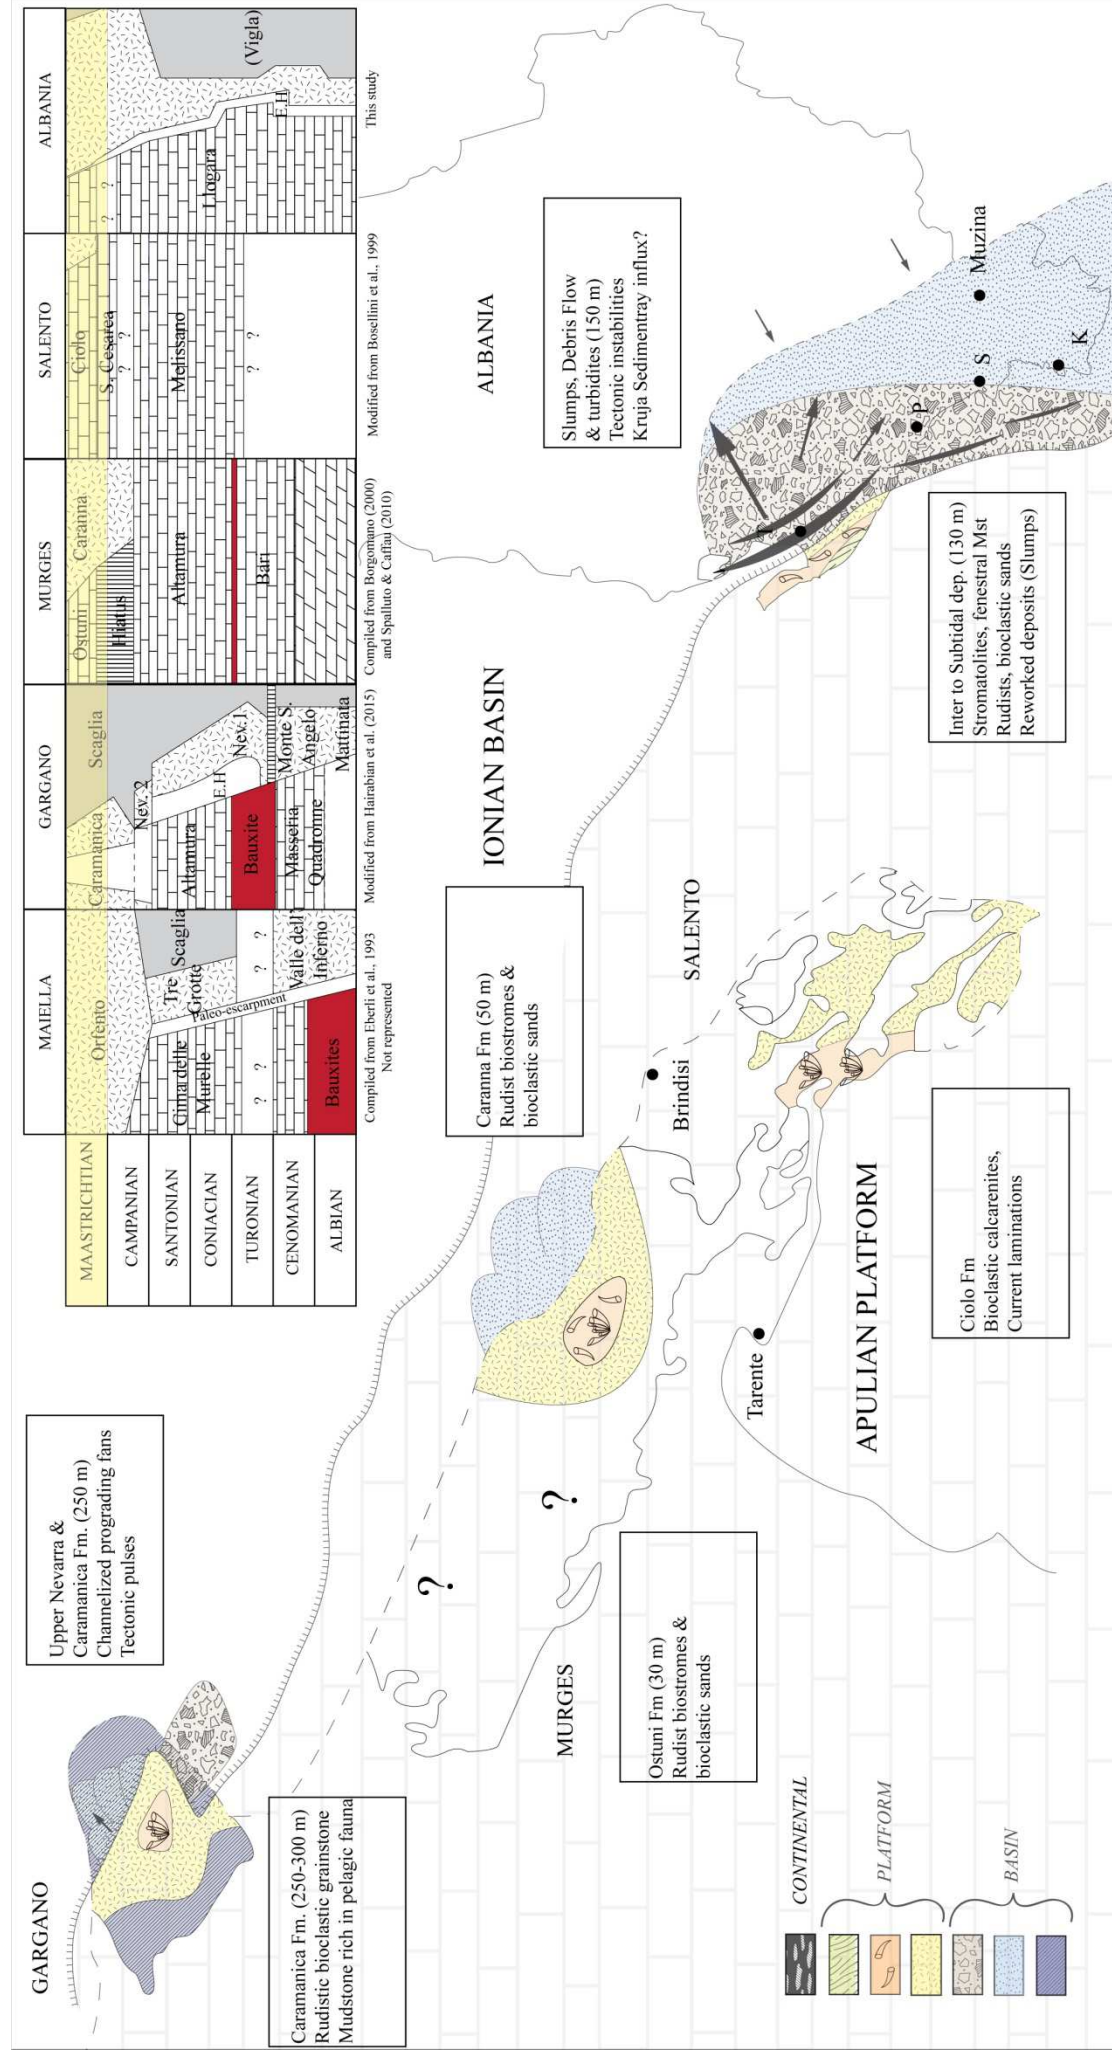 MAIELLA
GARGANO
MURGES
SALENTO
ALBANIA
MAASTRICHTIAN
CAMPANIAN
SANTONIAN
CONIACIAN
TURONIAN
CENOMANIAN
ALBIAN
Orfento
Tre
Grotte
Scaglia
Cima delle
Murelle
Paleo-escarpment
? ?
? ?
Valle dell'
Inferno
Bauxites
Caramanica
Scaglia
Nev. 2
Altamura
E.H
Nev. 1
Bauxite
Masseria
Quadronne
Monte S.
Angelo
Mattinata
Ostuni
Caranna
Hiatus
Altamura
Bari
Ciolo
S. Cesarea
? ?
Melissano
? ?
? ?
Llogara
E.H
(Vigla)
Compiled from Eberli et al., 1993
Not represented
Modified from Hairabian et al. (2015)
Compiled from Borgomano (2000)
and Spalluto & Caffau (2010)
Modified from Bosellini et al., 1999
This study
GARGANO
Upper Nevarra &
Caramanica Fm. (250 m)
Channelized prograding fans
Tectonic pulses
Caramanica Fm. (250-300 m)
Rudistic bioclastic grainstone
Mudstone rich in pelagic fauna
IONIAN BASIN
ALBANIA
Slumps, Debris Flow
& turbidites (150 m)
Tectonic instabilities
Kruja Sedimentray influx?
Caranna Fm (50 m)
Rudist biostromes &
bioclastic sands
?
?
MURGES
Ostuni Fm (30 m)
Rudist biostromes &
bioclastic sands
Brindisi
SALENTO
Tarente
APULIAN PLATFORM
Ciolo Fm
Bioclastic calcarenites,
Current laminations
P
S
Muzina
K
Inter to Subtidal dep. (130 m)
Stromatolites, fenestral Mst
Rudists, bioclastic sands
Reworked deposits (Slumps)
CONTINENTAL
PLATFORM
BASIN